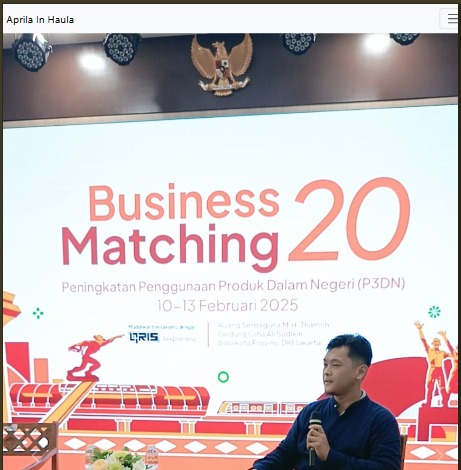 Aprila In Haula
Business
Matching 20
Peningkatan Penggunaan Produk Dalam Negeri (P3DN)
10-13 Februari 2025
QRIS
Ruang Serbaguna M. H. Thamrin
Gedung Graha Ali Sadikin
Balaikota Provinsi DKI Jakarta